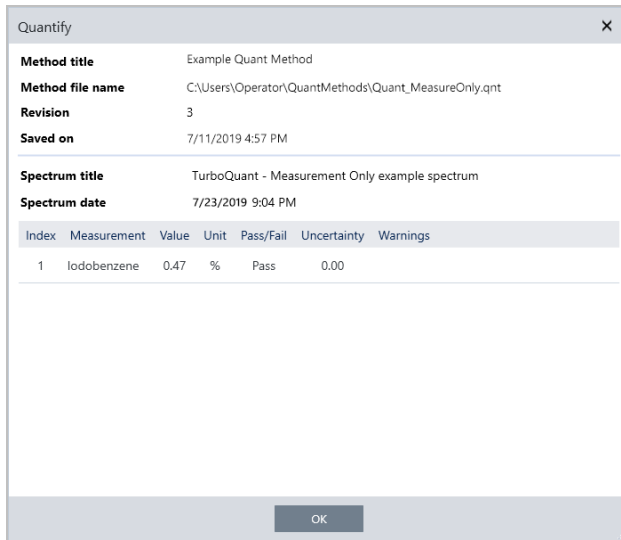 Quantify
Method title Example Quant Method
Method file name C:\Users\Operator\QuantMethods\Quant_MeasureOnly.qnt
Revision 3
Saved on 7/11/2019 4:57 PM
Spectrum title TurboQuant - Measurement Only example spectrum
Spectrum date 7/23/2019 9:04 PM
Index Measurement Value Unit Pass/Fail Uncertainty Warnings
1 Iodobenzene 0.47 % Pass 0.00
OK